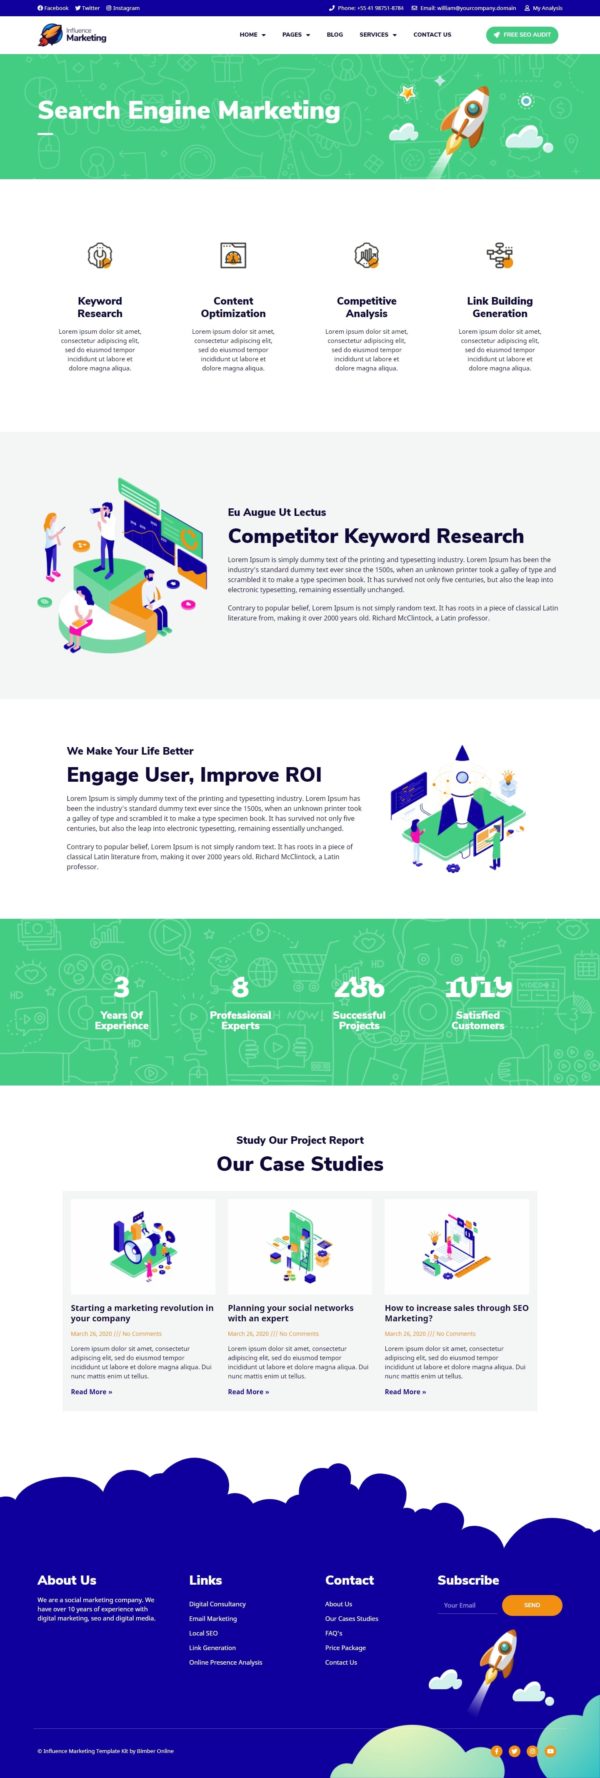 Facebook Twitter Instagram Phone: +55 41 98751-8784 Email: william@yourcompany.domain My Analysis
Influence
Marketing
HOME PAGES BLOG SERVICES CONTACT US FREE SEO AUDIT
Search Engine Marketing
Keyword
Research
Lorem ipsum dolor sit amet,
consectetur adipiscing elit,
sed do eiusmod tempor
incididunt ut labore et
dolore magna aliqua.
Content
Optimization
Lorem ipsum dolor sit amet,
consectetur adipiscing elit,
sed do eiusmod tempor
incididunt ut labore et
dolore magna aliqua.
Competitive
Analysis
Lorem ipsum dolor sit amet,
consectetur adipiscing elit,
sed do eiusmod tempor
incididunt ut labore et
dolore magna aliqua.
Link Building
Generation
Lorem ipsum dolor sit amet,
consectetur adipiscing elit,
sed do eiusmod tempor
incididunt ut labore et
dolore magna aliqua.
Eu Augue Ut Lectus
Competitor Keyword Research
Lorem Ipsum is simply dummy text of the printing and typesetting industry. Lorem Ipsum has been the
industry's standard dummy text ever since the 1500s, when an unknown printer took a galley of type and
scrambled it to make a type specimen book. It has survived not only five centuries, but also the leap into
electronic typesetting, remaining essentially unchanged.
Contrary to popular belief, Lorem Ipsum is not simply random text. It has roots in a piece of classical Latin
literature from, making it over 2000 years old. Richard McClintock, a Latin professor.
We Make Your Life Better
Engage User, Improve ROI
Lorem Ipsum is simply dummy text of the printing and typesetting industry. Lorem Ipsum has
been the industry's standard dummy text ever since the 1500s, when an unknown printer took
a galley of type and scrambled it to make a type specimen book. It has survived not only five
centuries, but also the leap into electronic typesetting, remaining essentially unchanged.
Contrary to popular belief, Lorem Ipsum is not simply random text. It has roots in a piece of
classical Latin literature from, making it over 2000 years old. Richard McClintock, a Latin
professor.
3
Years Of
Experience
8
Professional
Experts
Successful
Projects
Satisfied
Customers
HD
NOW!
VIDEO
HD
Study Our Project Report
Our Case Studies
Starting a marketing revolution in
your company
March 26, 2020 /// No Comments
Lorem ipsum dolor sit amet, consectetur
adipiscing elit, sed do eiusmod tempor
incididunt ut labore et dolore magna aliqua. Dui
nunc mattis enim ut tellus.
Read More »
Planning your social networks
with an expert
March 26, 2020 /// No Comments
Lorem ipsum dolor sit amet, consectetur
adipiscing elit, sed do eiusmod tempor
incididunt ut labore et dolore magna aliqua. Dui
nunc mattis enim ut tellus.
Read More »
How to increase sales through SEO
Marketing?
March 26, 2020 /// No Comments
Lorem ipsum dolor sit amet, consectetur
adipiscing elit, sed do eiusmod tempor
incididunt ut labore et dolore magna aliqua. Dui
nunc mattis enim ut tellus.
Read More »
About Us
We are a social marketing company. We
have over 10 years of experience with
digital marketing, seo and digital media.
Links
Digital Consultancy
Email Marketing
Local SEO
Link Generation
Online Presence Analysis
Contact
About Us
Our Cases Studies
FAQ's
Price Package
Contact Us
Subscribe
Your Email
SEND
© Influence Marketing Template Kit by Bimber Online